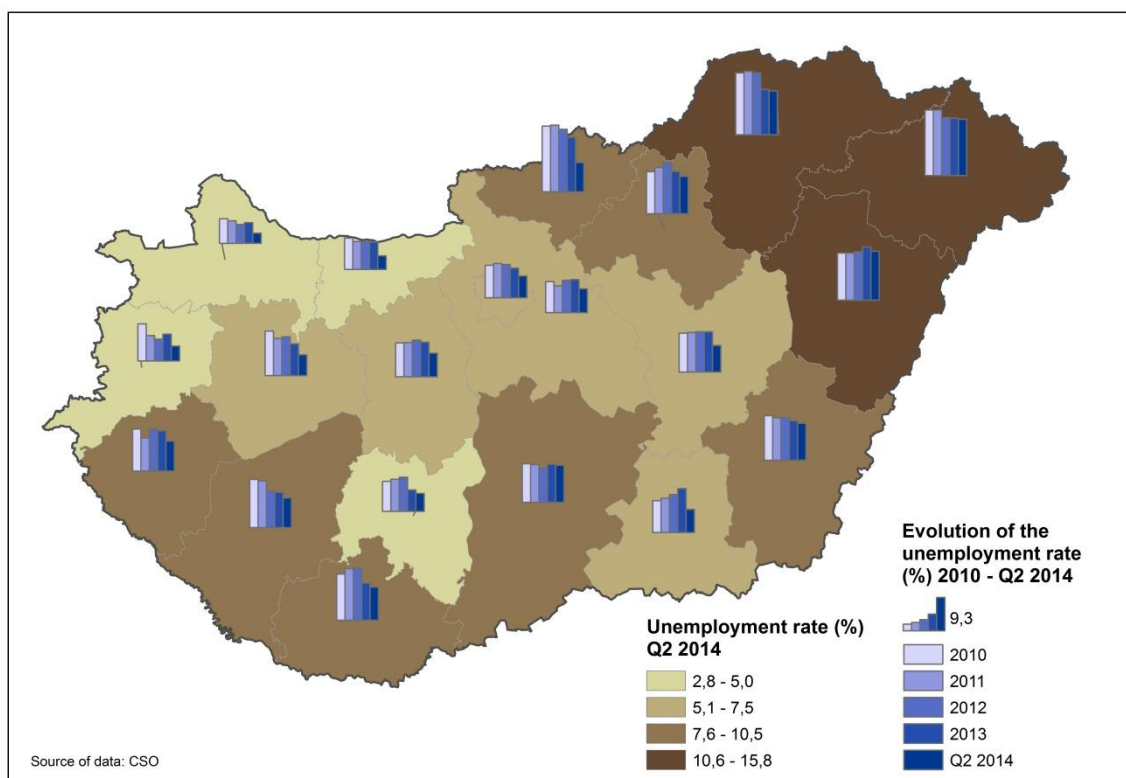 Unemployment rate (%)
Q2 2014
2,8 - 5,0
5,1 - 7,5
7,6 - 10,5
10,6 - 15,8
Evolution of the
unemployment rate
(%) 2010 - Q2 2014
9,3
2010
2011
2012
2013
Q2 2014
Source of data: CSO